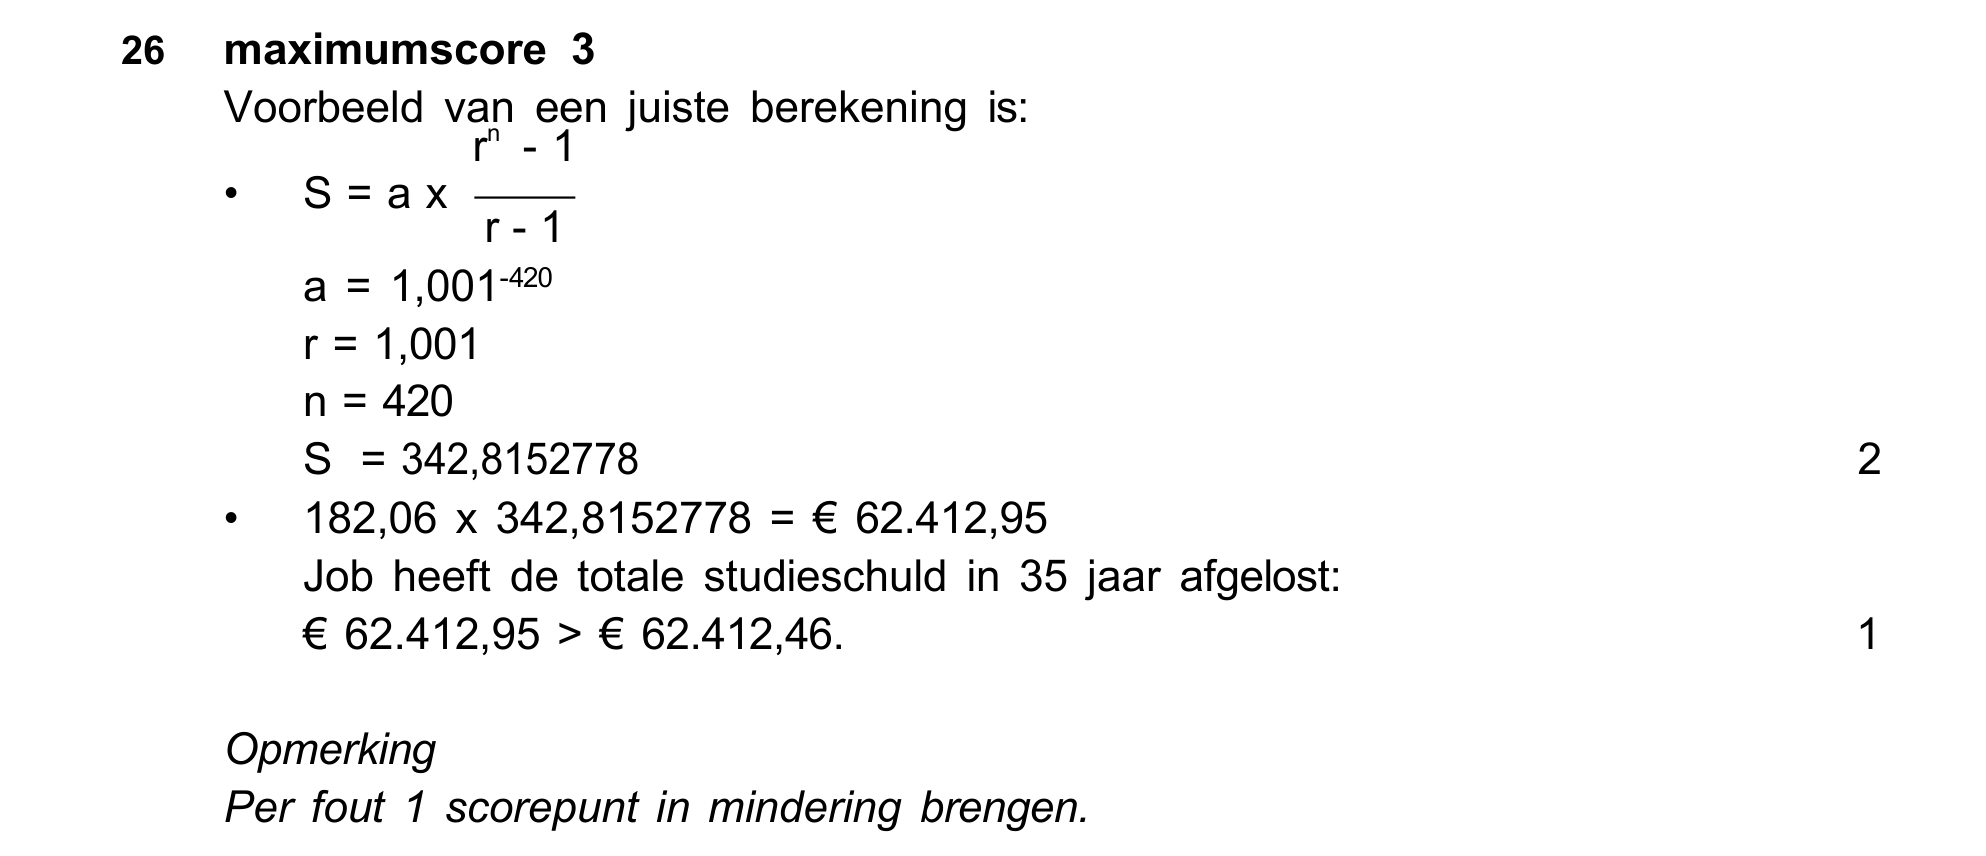 26 maximumscore 3
Voorbeeld van een juiste berekening is:
rⁿ - 1
• S = a x
r - 1
a = 1,001⁻⁴²⁰
r = 1,001
n = 420
S = 342,8152778 2
• 182,06 x 342,8152778 = € 62.412,95
Job heeft de totale studieschuld in 35 jaar afgelost:
€ 62.412,95 > € 62.412,46. 1
Opmerking
Per fout 1 scorepunt in mindering brengen.